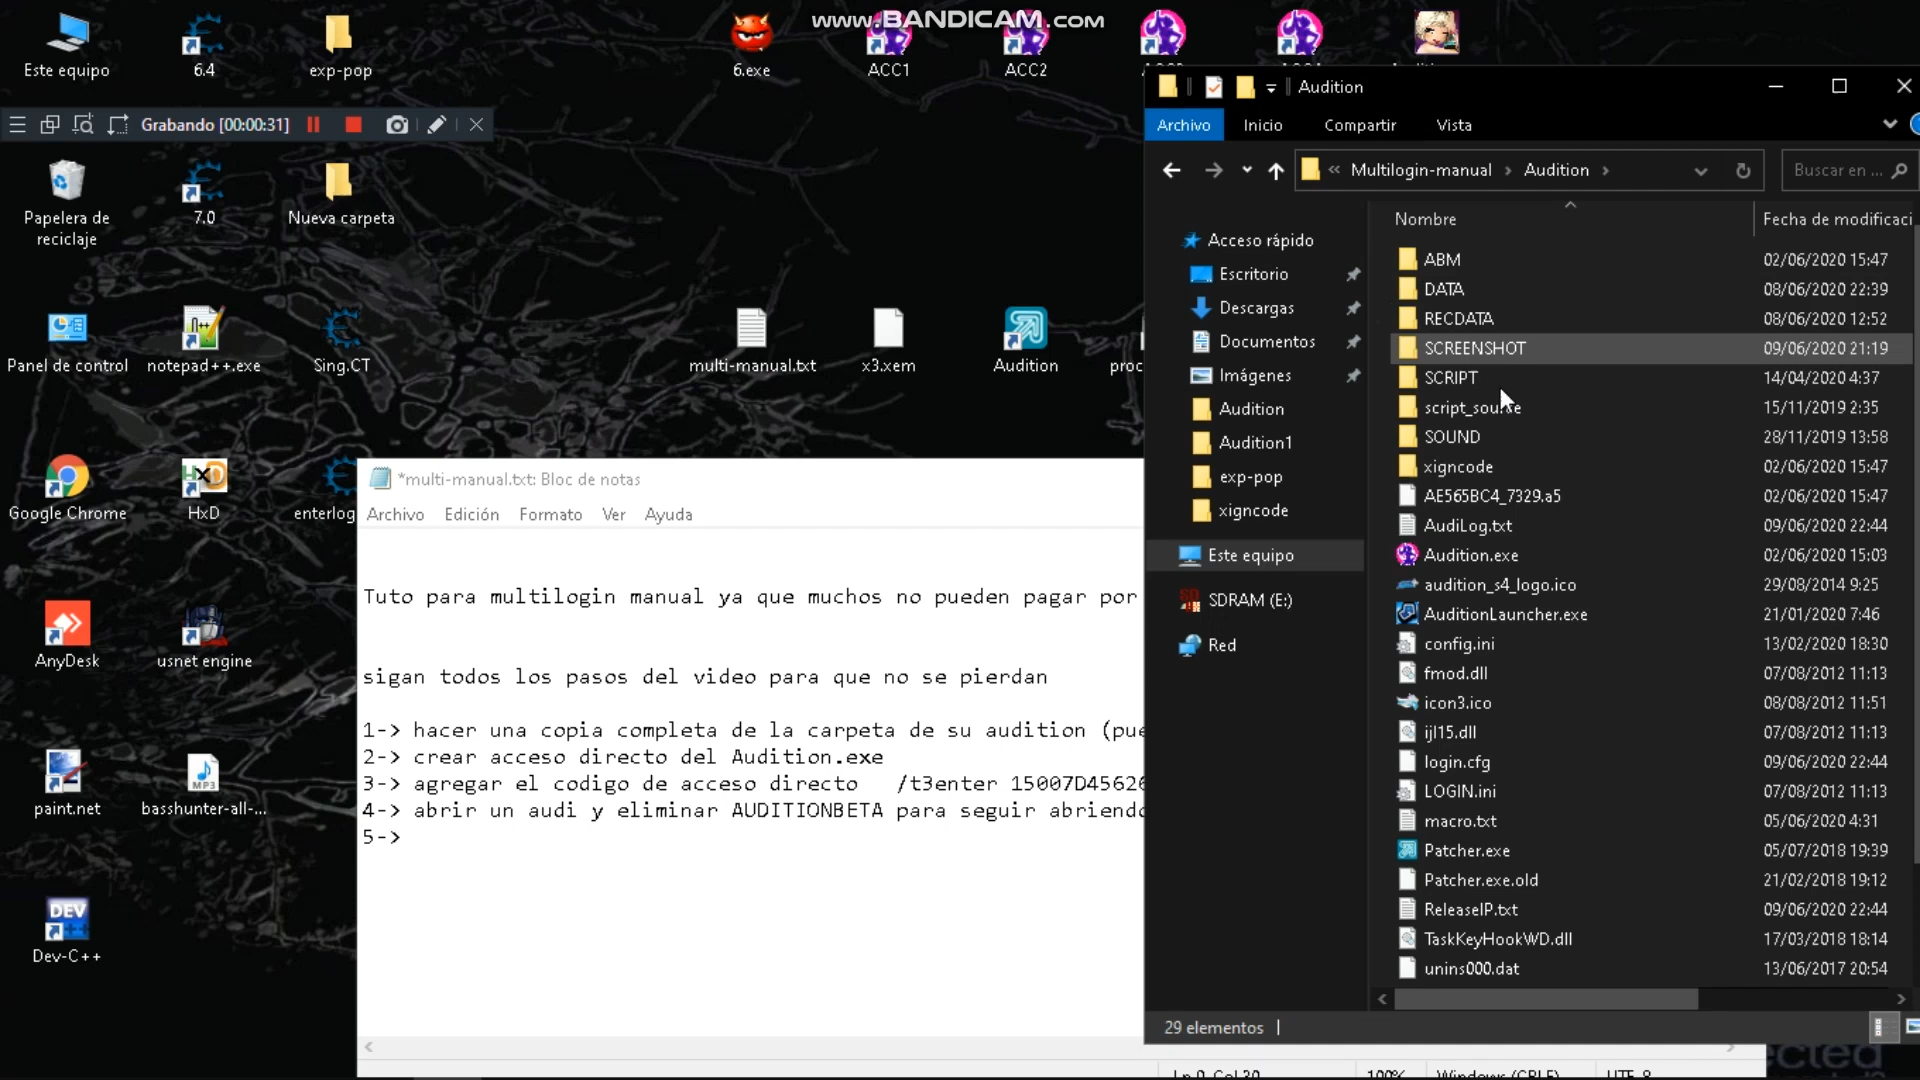 www.BANDICAM.com
Este equipo
6.4
exp-pop
6.exe
ACC1
ACC2
Grabando [00:00:31]
Papelera de reciclaje
7.0
Nueva carpeta
Panel de control
notepad++.exe
Sing.CT
multi-manual.txt
x3.xem
Audition
proc
Google Chrome
HxD
enterlog
AnyDesk
usnet engine
paint.net
basshunter-all-...
DEV
Dev-C++
*multi-manual.txt: Bloc de notas
Archivo Edición Formato Ver Ayuda
Tuto para multilogin manual ya que muchos no pueden pagar por
sigan todos los pasos del video para que no se pierdan
1-> hacer una copia completa de la carpeta de su audition (pue
2-> crear acceso directo del Audition.exe
3-> agregar el codigo de acceso directo /t3enter 15007D45626
4-> abrir un audi y eliminar AUDITIONBETA para seguir abriendo
5->
100% Windows (CRLF) UTF-8
Audition
Archivo Inicio Compartir Vista
« Multilogin-manual › Audition ›
Buscar en ...
Acceso rápido
Escritorio
Descargas
Documentos
Imágenes
Audition
Audition1
exp-pop
xigncode
Este equipo
SDRAM (E:)
Red
Nombre Fecha de modificaci
ABM 02/06/2020 15:47
DATA 08/06/2020 22:39
RECDATA 08/06/2020 12:52
SCREENSHOT 09/06/2020 21:19
SCRIPT 14/04/2020 4:37
script_source 15/11/2019 2:35
SOUND 28/11/2019 13:58
xigncode 02/06/2020 15:47
AE565BC4_7329.a5 02/06/2020 15:47
AudiLog.txt 09/06/2020 22:44
Audition.exe 02/06/2020 15:03
audition_s4_logo.ico 29/08/2014 9:25
AuditionLauncher.exe 21/01/2020 7:46
config.ini 13/02/2020 18:30
fmod.dll 07/08/2012 11:13
icon3.ico 08/08/2012 11:51
ijl15.dll 07/08/2012 11:13
login.cfg 09/06/2020 22:44
LOGIN.ini 07/08/2012 11:13
macro.txt 05/06/2020 4:31
Patcher.exe 05/07/2018 19:39
Patcher.exe.old 21/02/2018 19:12
ReleaseIP.txt 09/06/2020 22:44
TaskKeyHookWD.dll 17/03/2018 18:14
unins000.dat 13/06/2017 20:54
29 elementos